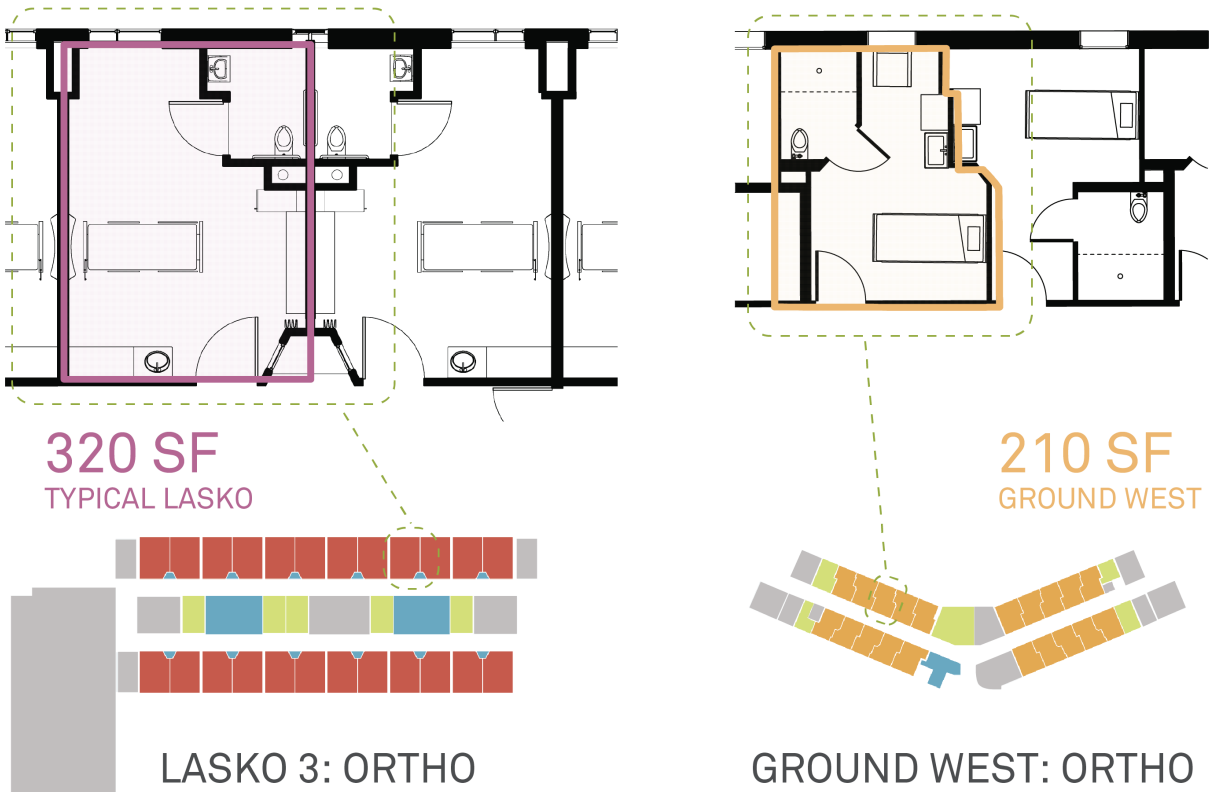 320 SF
TYPICAL LASKO
210 SF
GROUND WEST
LASKO 3: ORTHO
GROUND WEST: ORTHO